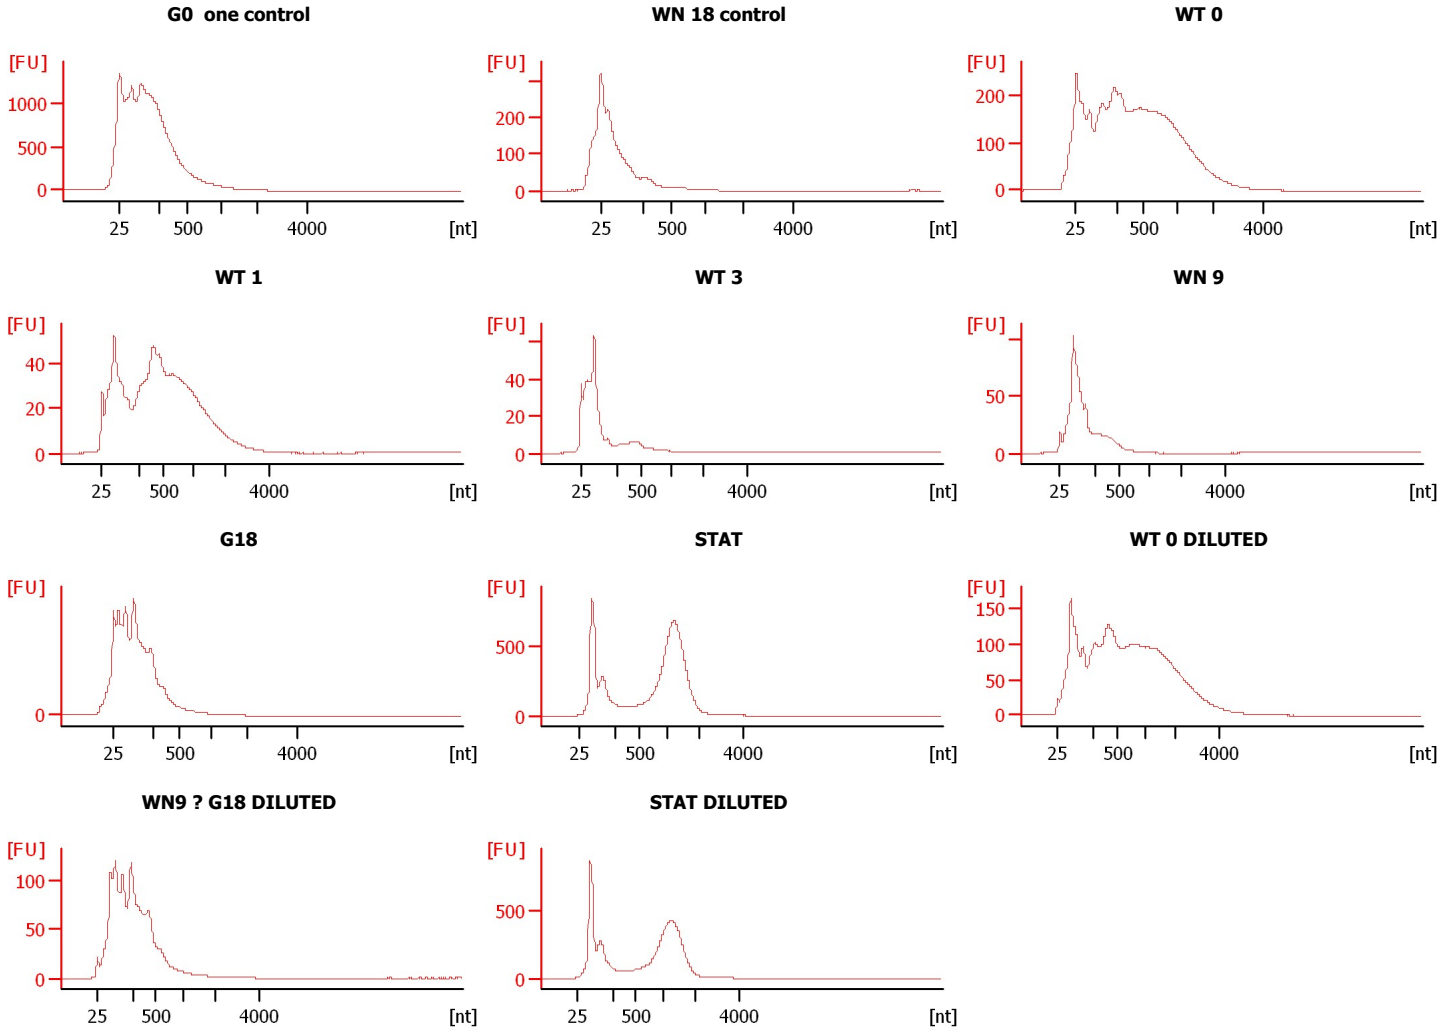 G0 one control
WN 18 control
WT 0
[FU]
1000
500
0
25
500
4000
[nt]
[FU]
200
100
0
25
500
4000
[nt]
[FU]
200
100
0
25
500
4000
[nt]
WT 1
WT 3
WN 9
[FU]
40
20
0
25
500
4000
[nt]
[FU]
40
20
0
25
500
4000
[nt]
[FU]
50
0
25
500
4000
[nt]
G18
STAT
WT 0 DILUTED
[FU]
0
25
500
4000
[nt]
[FU]
500
0
25
500
4000
[nt]
[FU]
150
100
50
0
25
500
4000
[nt]
WN9 ? G18 DILUTED
STAT DILUTED
[FU]
100
50
0
25
500
4000
[nt]
[FU]
500
0
25
500
4000
[nt]